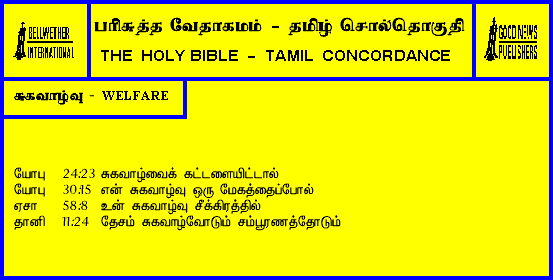 BELLWETHER
INTERNATIONAL
பரிசுத்த வேதாகமம் - தமிழ் சொல்தொகுதி
THE HOLY BIBLE - TAMIL CONCORDANCE
GOOD NEWS
PUBLISHERS
சுகவாழ்வு - WELFARE
யோபு 24:23 சுகவாழ்வைக் கட்டளையிட்டால்
யோபு 30:15 என் சுகவாழ்வு ஒரு மேகத்தைப்போல்
ஏசா 58:8 உன் சுகவாழ்வு சீக்கிரத்தில்
தானி 11:24 தேசம் சுகவாழ்வோடும் சம்பூரணத்தோடும்